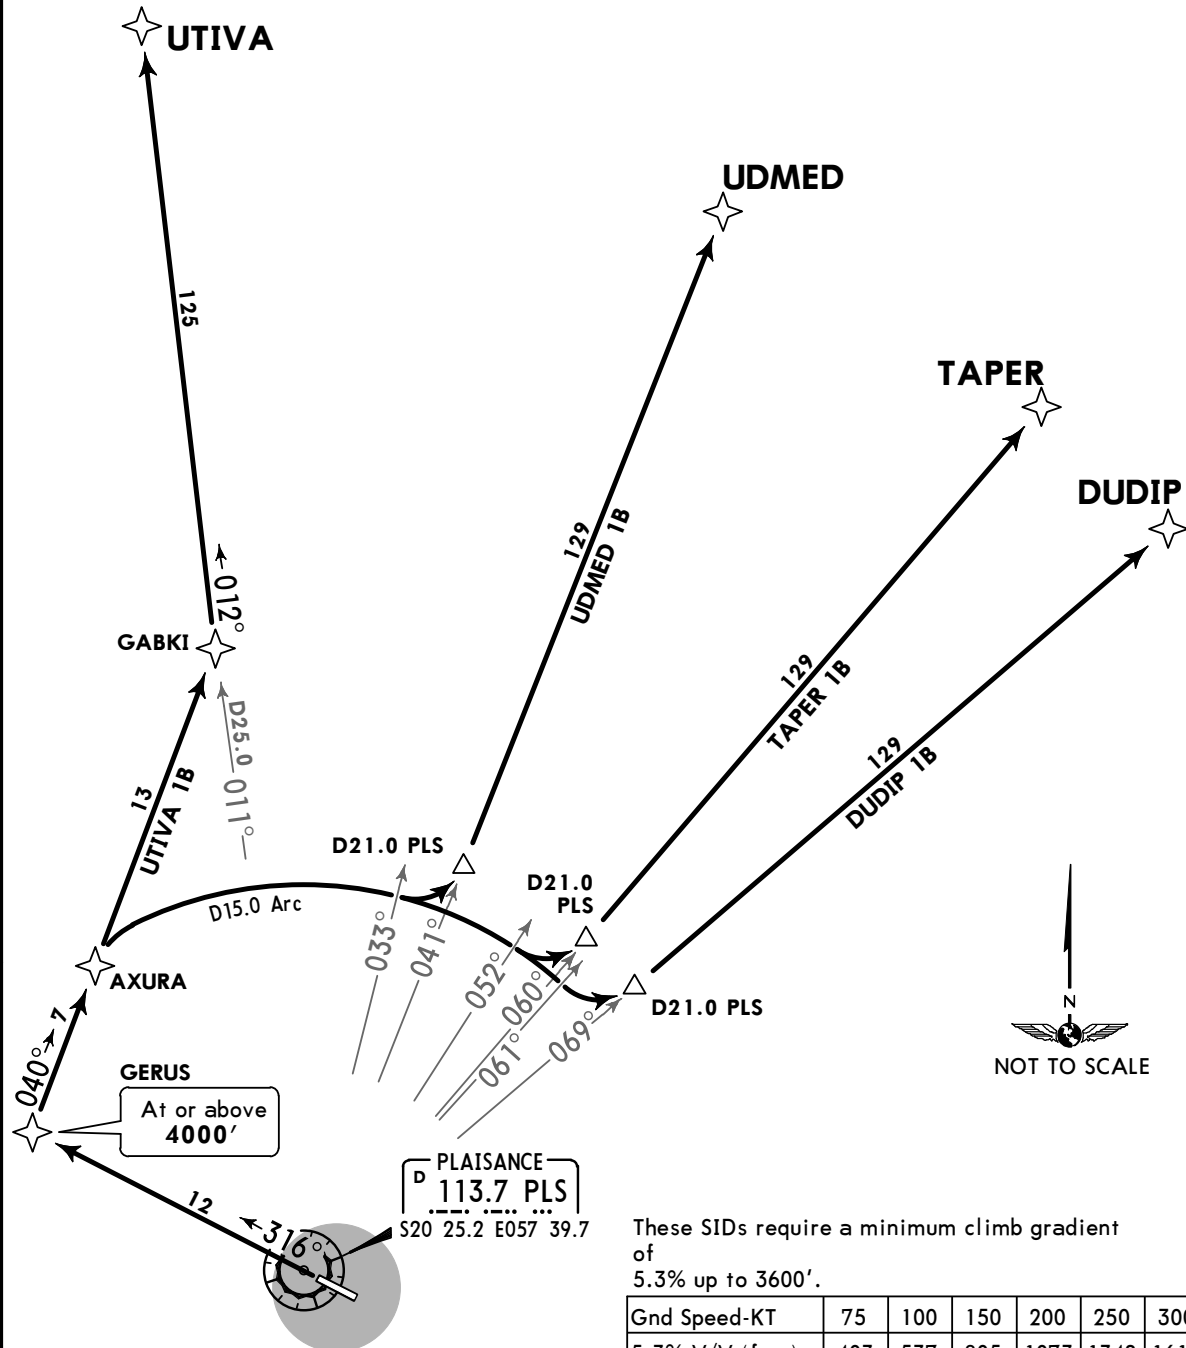 UTIVA
UDMED
125
TAPER
DUDIP
129
UDMED 1B
012°
GABKI
129
TAPER 1B
D25.0
011°
129
DUDIP 1B
13
UTIVA 1B
D21.0 PLS
D21.0
PLS
D15.0 Arc
033°
041°
052°
060°
AXURA
D21.0 PLS
061°
069°
N
NOT TO SCALE
040° 7
GERUS
At or above
4000'
PLAISANCE
D 113.7 PLS
S20 25.2 E057 39.7
12
316°
These SIDs require a minimum climb gradient
of
5.3% up to 3600'.
Gnd Speed-KT 75 100 150 200 250 300